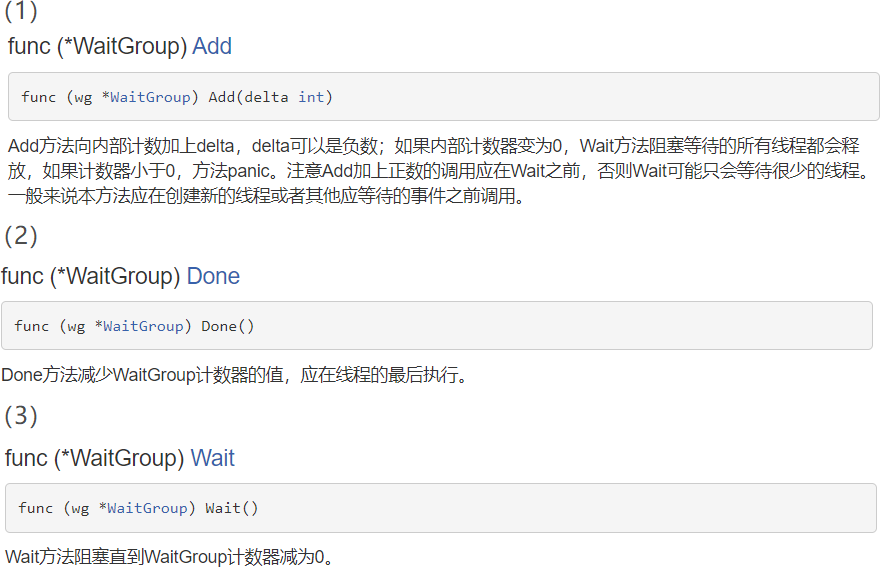 (1)
func (*WaitGroup) Add
func (wg *WaitGroup) Add(delta int)
Add方法向内部计数加上delta，delta可以是负数；如果内部计数器变为0，Wait方法阻塞等待的所有线程都会释
放，如果计数器小于0，方法panic。注意Add加上正数的调用应在Wait之前，否则Wait可能只会等待很少的线程。
一般来说本方法应在创建新的线程或者其他应等待的事件之前调用。
(2)
func (*WaitGroup) Done
func (wg *WaitGroup) Done()
Done方法减少WaitGroup计数器的值，应在线程的最后执行。
(3)
func (*WaitGroup) Wait
func (wg *WaitGroup) Wait()
Wait方法阻塞直到WaitGroup计数器减为0。